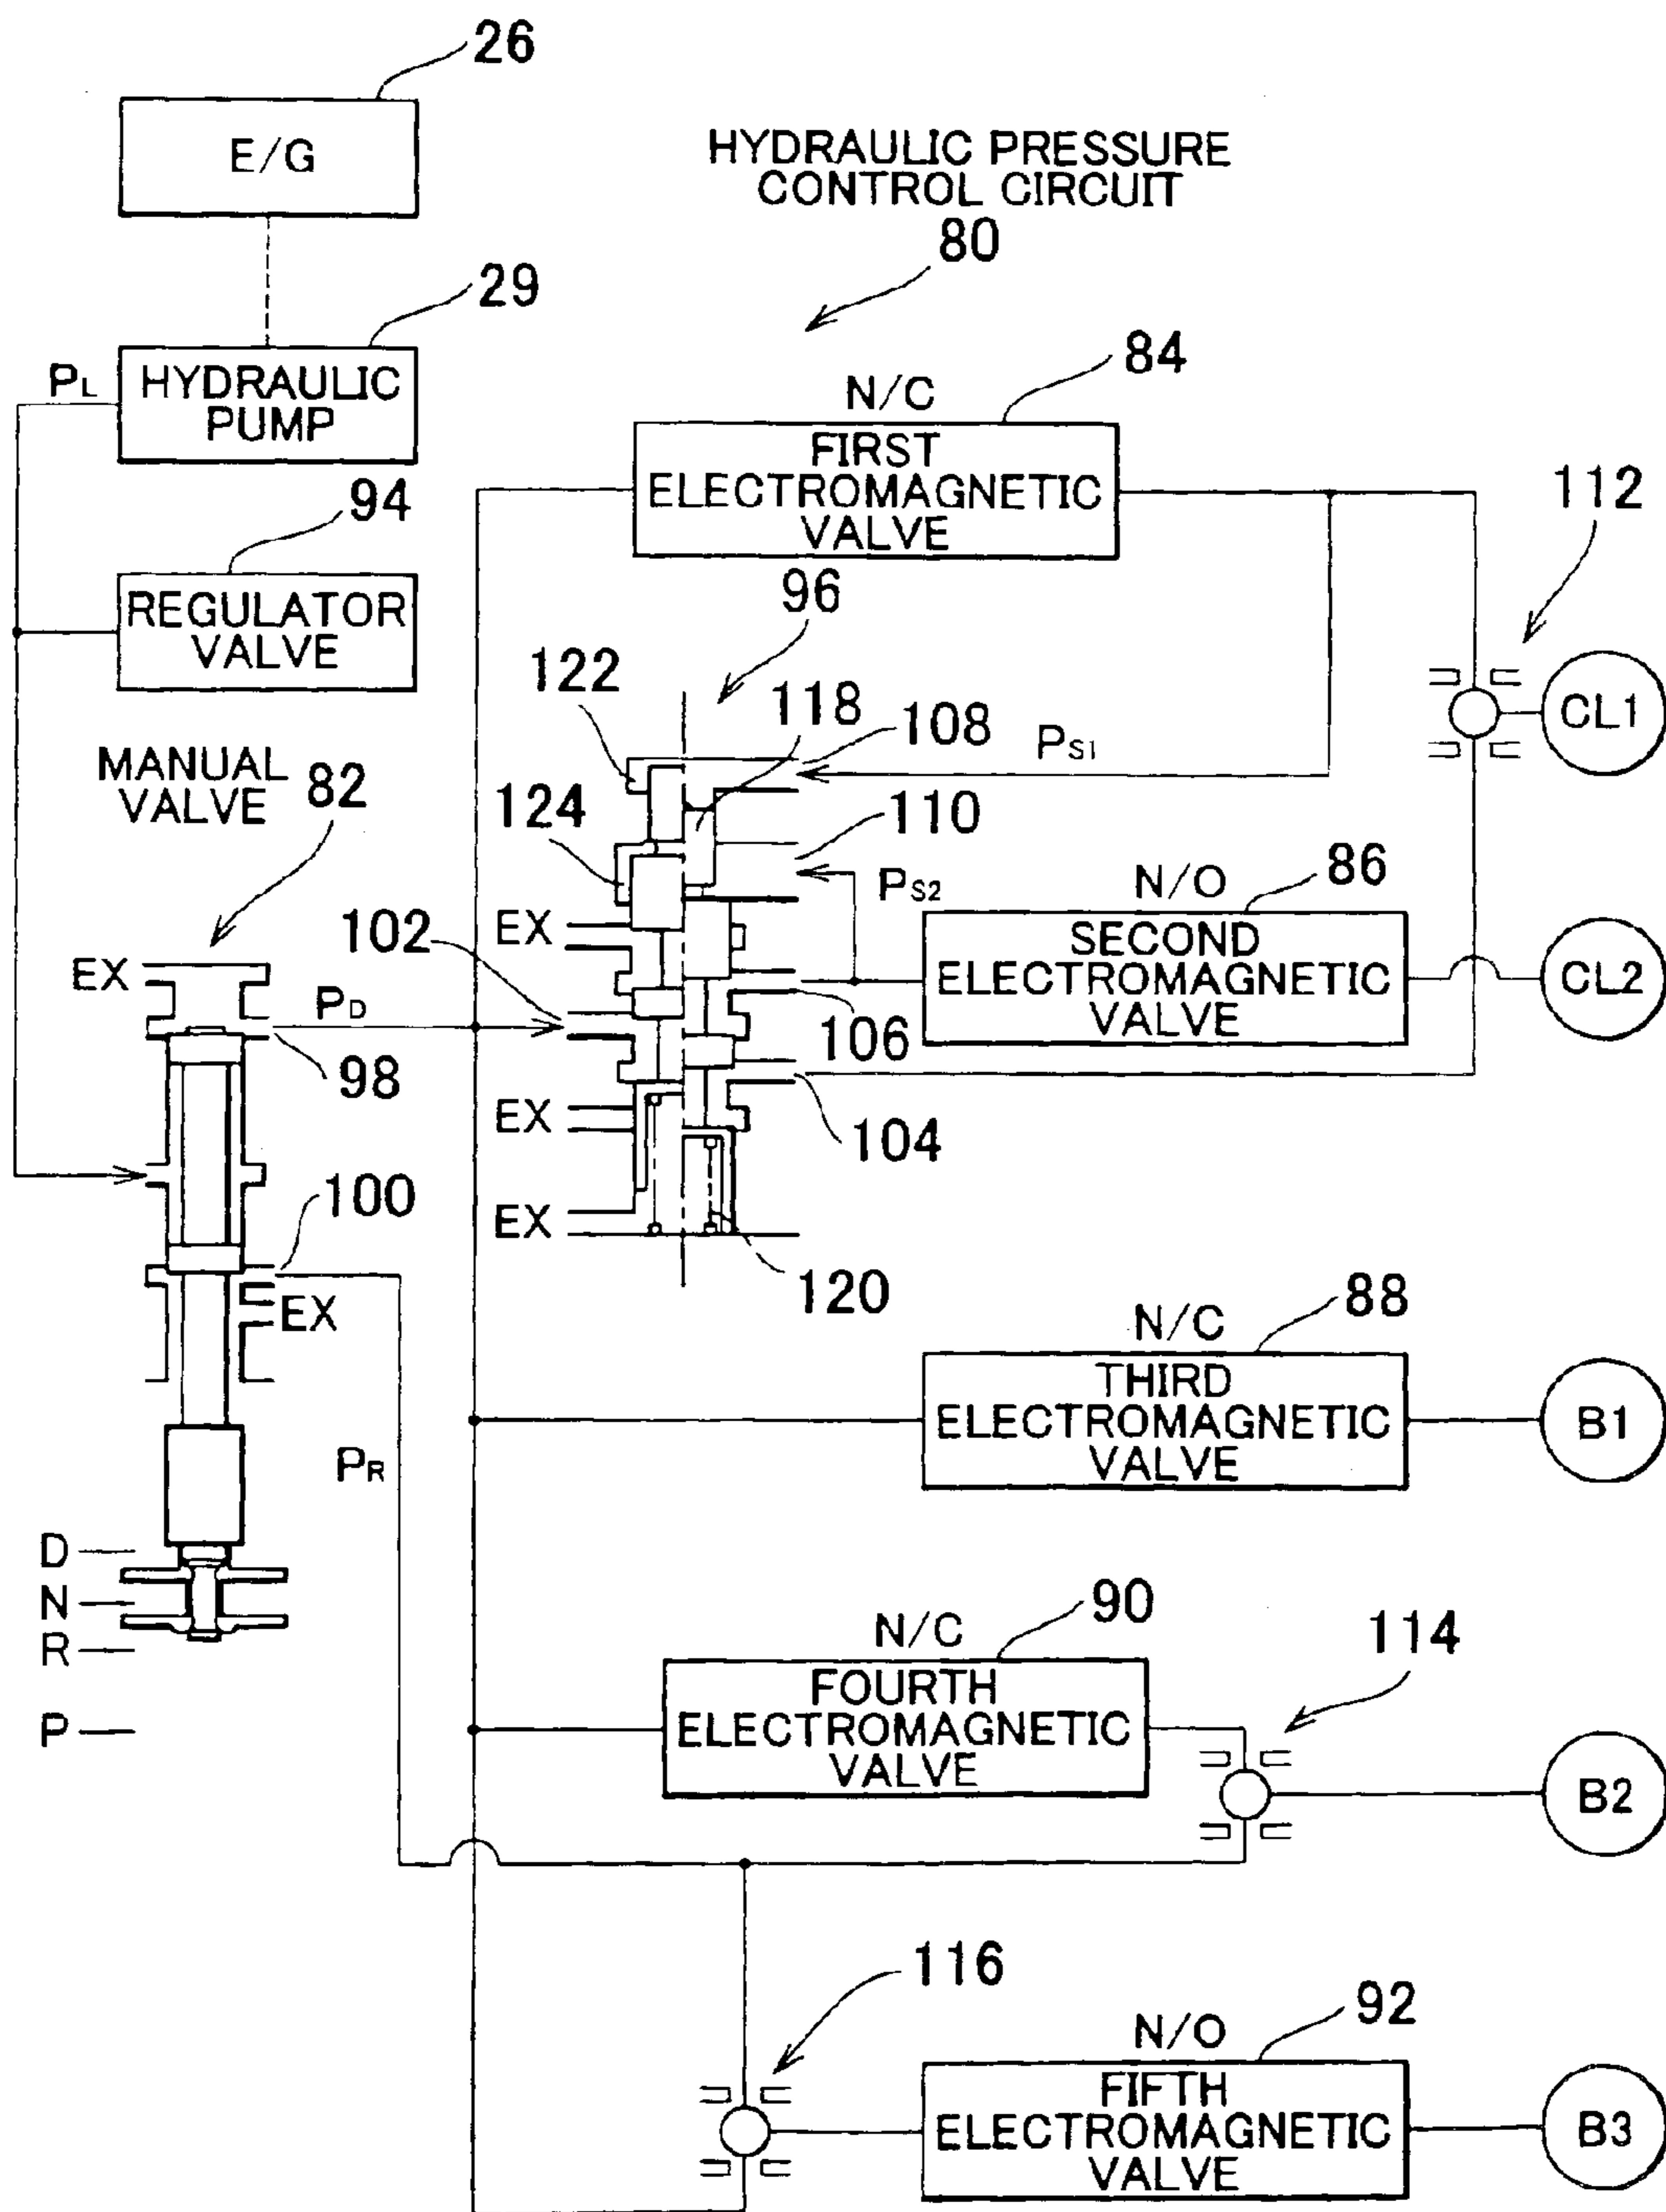 26
E/G
HYDRAULIC PRESSURE
CONTROL CIRCUIT
80
29
PL
HYDRAULIC
PUMP
84
N/C
FIRST
ELECTROMAGNETIC
VALVE
112
94
REGULATOR
VALVE
96
122
118
108
PS1
CL1
MANUAL
VALVE
82
124
110
PS2
N/O
86
SECOND
ELECTROMAGNETIC
VALVE
CL2
EX
102
EX
PD
98
106
104
EX
EX
100
EX
120
88
N/C
THIRD
ELECTROMAGNETIC
VALVE
B1
PR
D
N
R
P
90
N/C
FOURTH
ELECTROMAGNETIC
VALVE
114
B2
116
92
N/O
FIFTH
ELECTROMAGNETIC
VALVE
B3